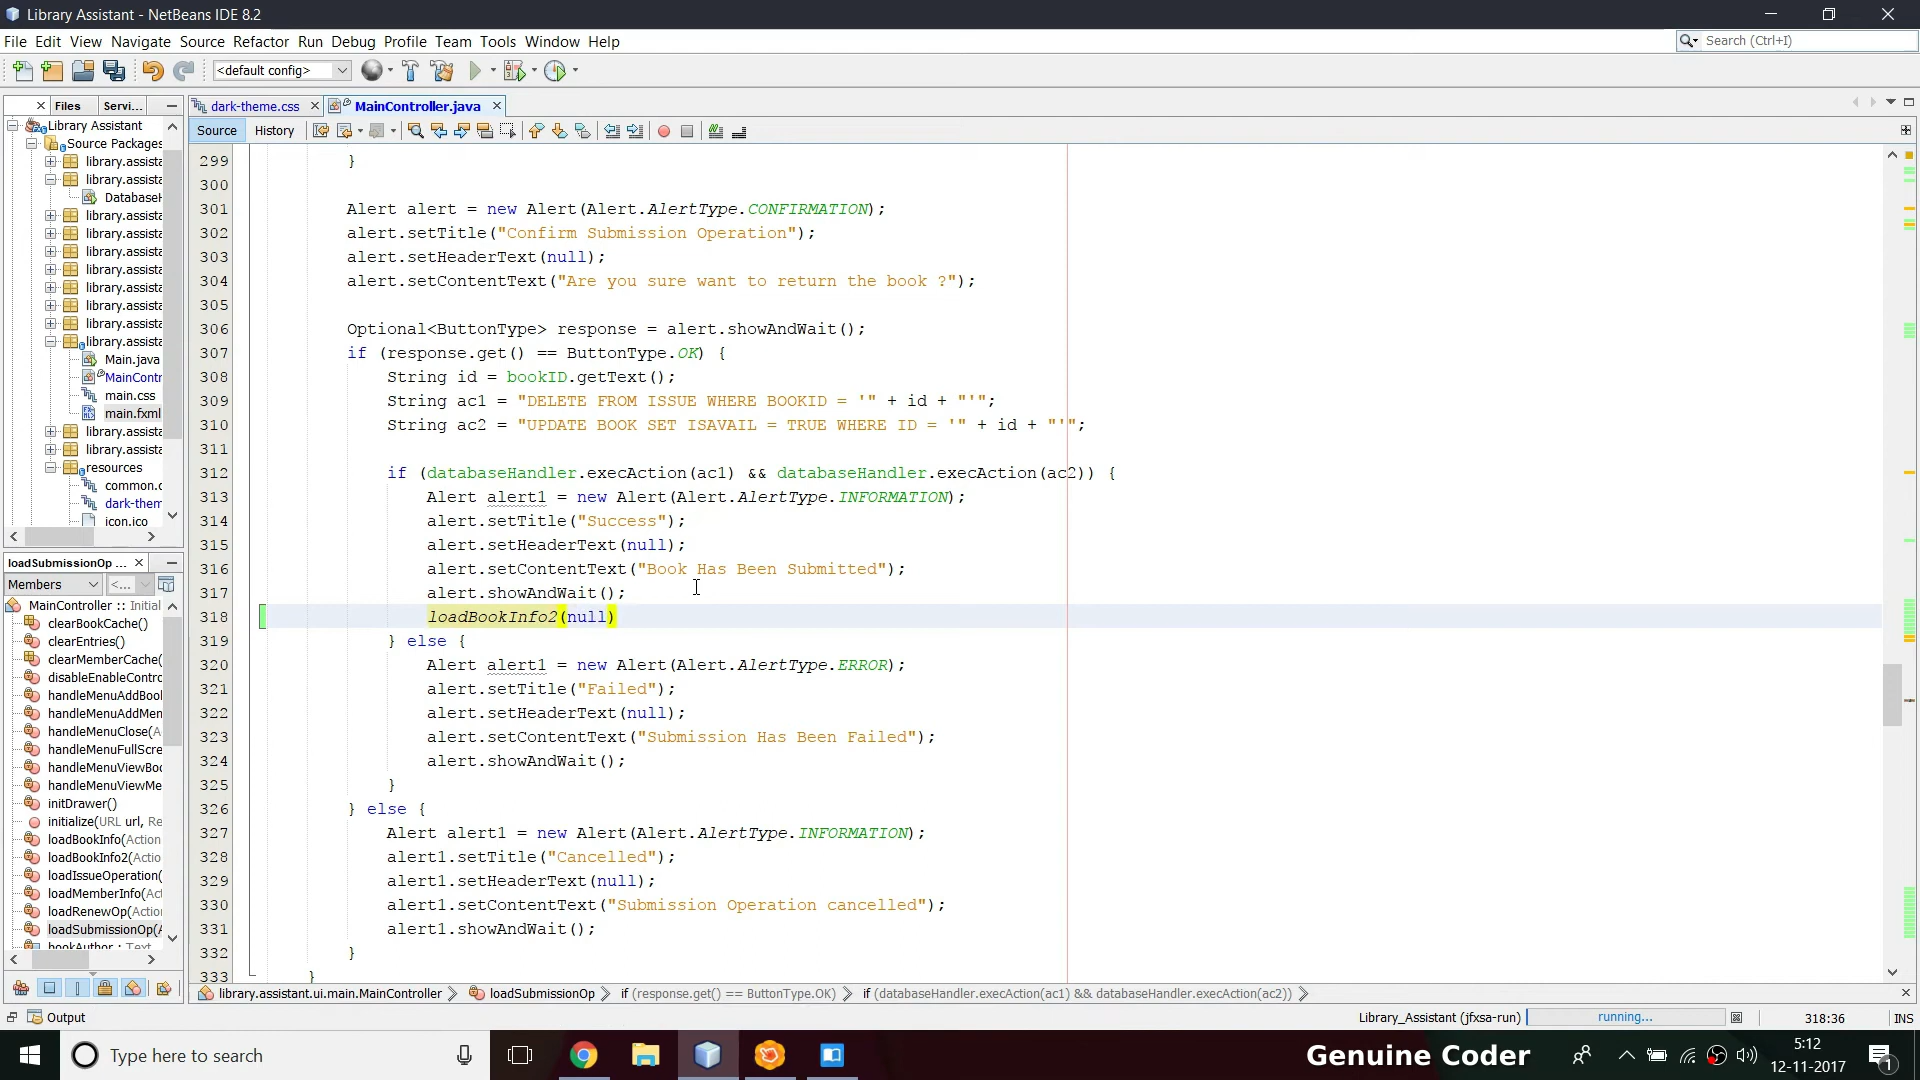 Library Assistant - NetBeans IDE 8.2
File Edit View Navigate Source Refactor Run Debug Profile Team Tools Window Help
Search (Ctrl+I)
<default config>
Files Servi...
dark-theme.css MainController.java
Library Assistant
Source Packages
library.assista
library.assista
DatabaseH
library.assista
library.assista
library.assista
library.assista
library.assista
library.assista
library.assista
library.assista
Main.java
MainContr
main.css
main.fxml
library.assista
library.assista
resources
common.c
dark-them
icon.ico
Source History
299 }
300
301 Alert alert = new Alert(Alert.AlertType.CONFIRMATION);
302 alert.setTitle("Confirm Submission Operation");
303 alert.setHeaderText(null);
304 alert.setContentText("Are you sure want to return the book ?");
305
306 Optional<ButtonType> response = alert.showAndWait();
307 if (response.get() == ButtonType.OK) {
308 String id = bookID.getText();
309 String ac1 = "DELETE FROM ISSUE WHERE BOOKID = '" + id + "'";
310 String ac2 = "UPDATE BOOK SET ISAVAIL = TRUE WHERE ID = '" + id + "'";
311
312 if (databaseHandler.execAction(ac1) && databaseHandler.execAction(ac2)) {
313 Alert alert1 = new Alert(Alert.AlertType.INFORMATION);
314 alert.setTitle("Success");
315 alert.setHeaderText(null);
316 alert.setContentText("Book Has Been Submitted");
317 alert.showAndWait();
318 loadBookInfo2(null)
319 } else {
320 Alert alert1 = new Alert(Alert.AlertType.ERROR);
321 alert.setTitle("Failed");
322 alert.setHeaderText(null);
323 alert.setContentText("Submission Has Been Failed");
324 alert.showAndWait();
325 }
326 } else {
327 Alert alert1 = new Alert(Alert.AlertType.INFORMATION);
328 alert1.setTitle("Cancelled");
329 alert1.setHeaderText(null);
330 alert1.setContentText("Submission Operation cancelled");
331 alert1.showAndWait();
332 }
333 }
loadSubmissionOp ...
Members <...
MainController :: Initial
clearBookCache()
clearEntries()
clearMemberCache(
disableEnableContrc
handleMenuAddBool
handleMenuAddMen
handleMenuClose(A
handleMenuFullScre
handleMenuViewBoc
handleMenuViewMe
initDrawer()
initialize(URL url, Re
loadBookInfo(Action
loadBookInfo2(Actio
loadIssueOperation(
loadMemberInfo(Act
loadRenewOp(Actio
loadSubmissionOp(A
bookAuthor : Text
library.assistant.ui.main.MainController loadSubmissionOp if (response.get() == ButtonType.OK) if (databaseHandler.execAction(ac1) && databaseHandler.execAction(ac2))
Output
Library_Assistant (jfxsa-run) running... 318:36 INS
Type here to search
Genuine Coder
5:12
12-11-2017
1